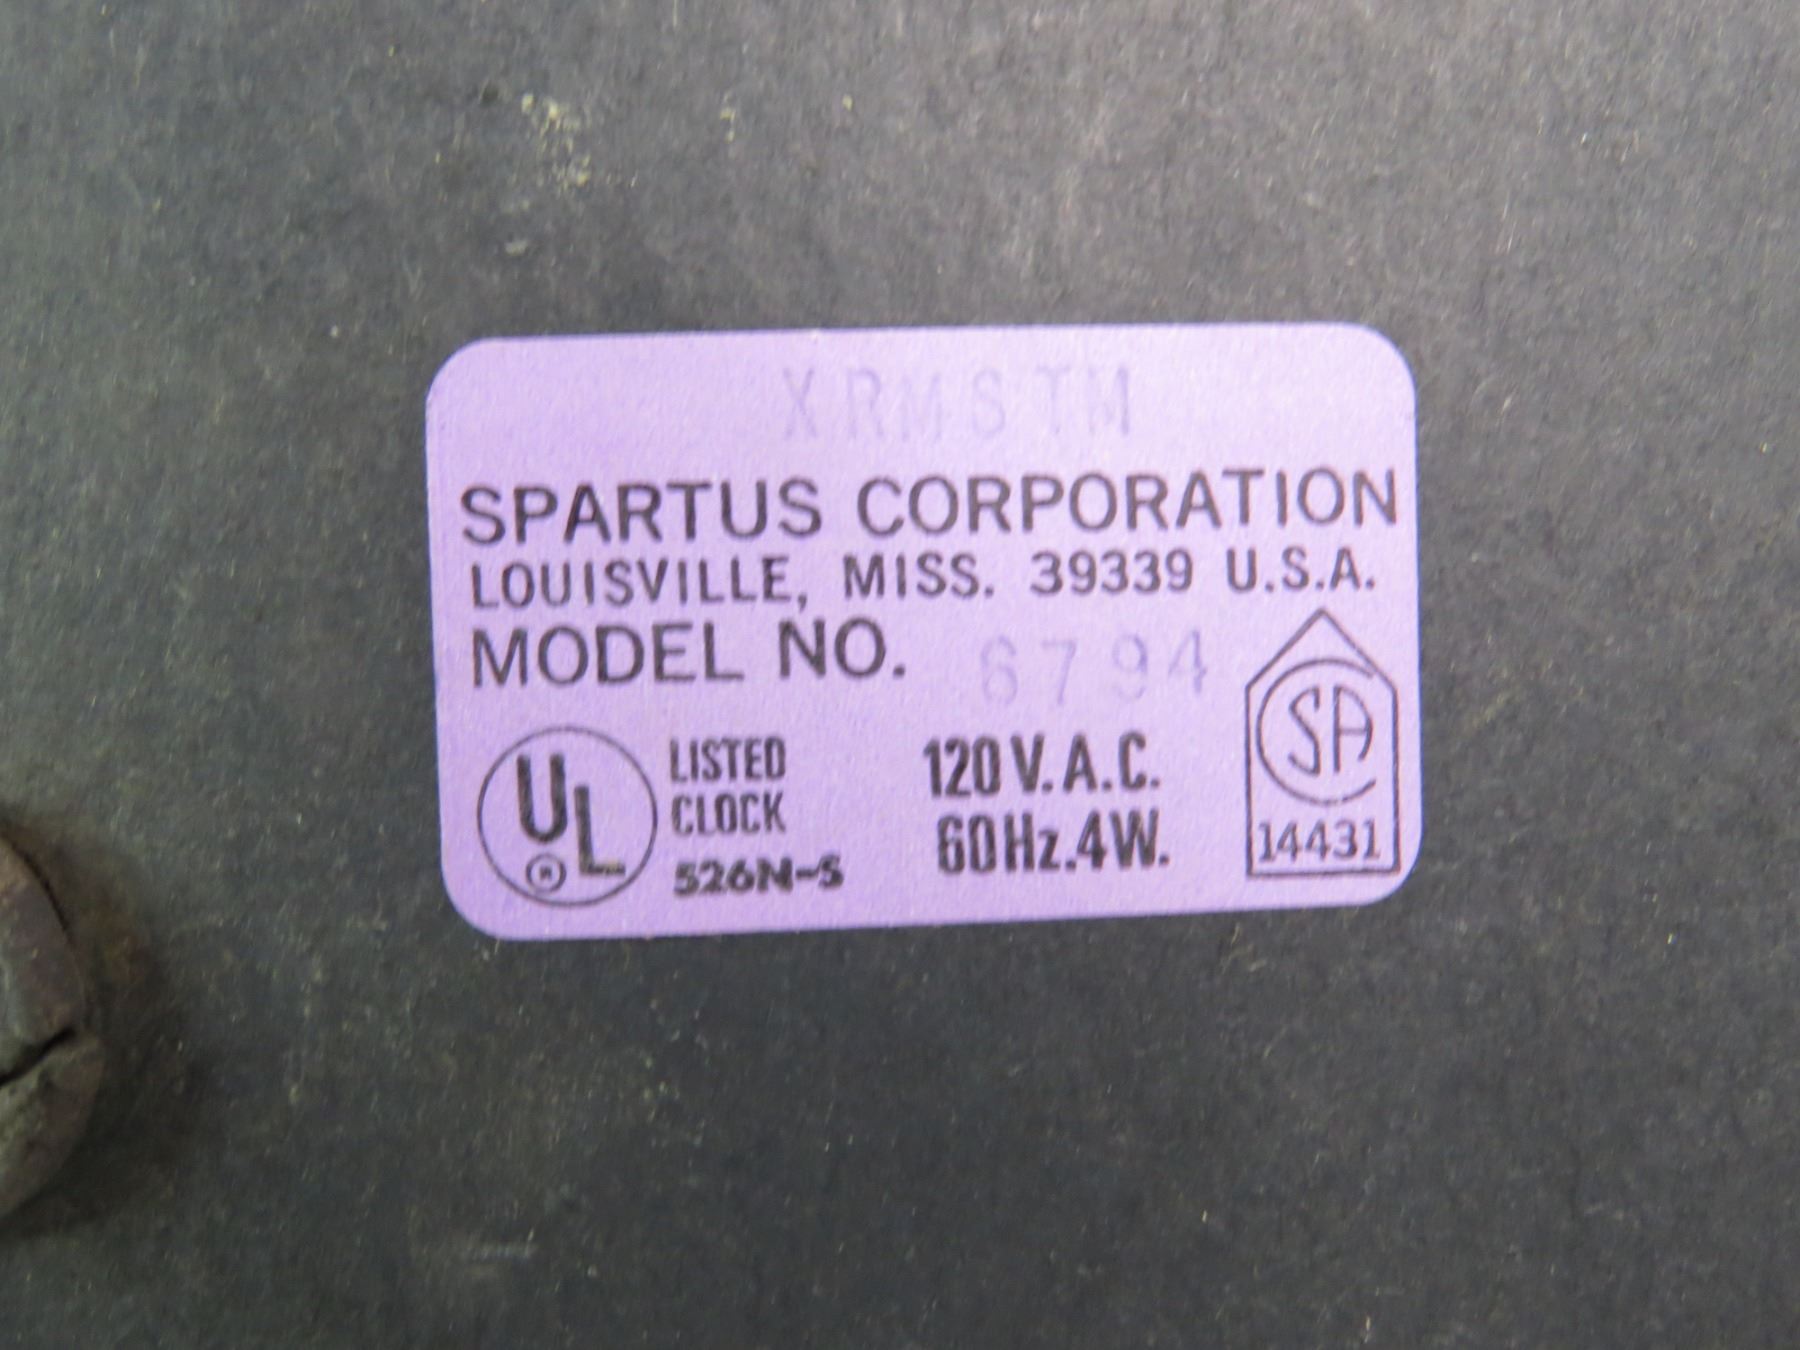 XRMSTM
SPARTUS CORPORATION
LOUISVILLE, MISS. 39339 U.S.A.
MODEL NO. 6794
UL ® LISTED CLOCK 526N-S
120 V.A.C.
60Hz.4W.
SA
14431